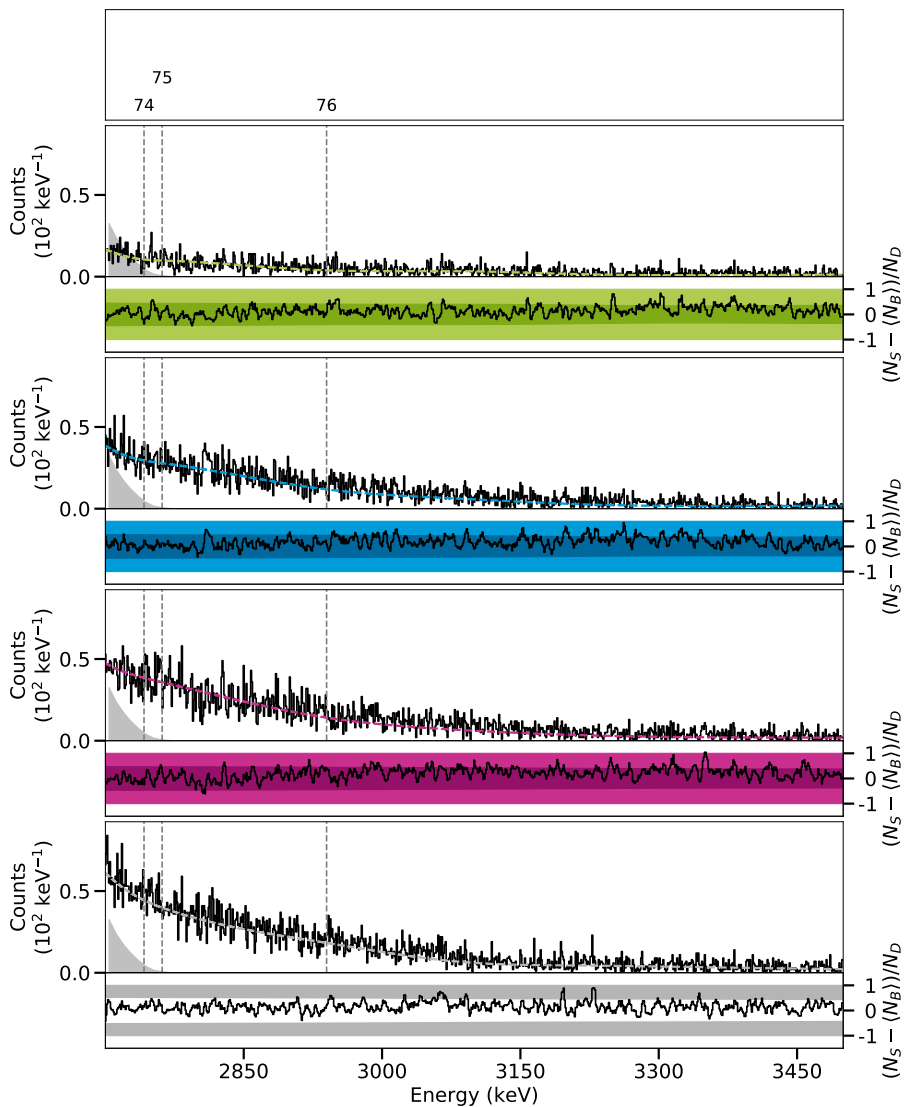 75
74
76
Counts
(10² keV⁻¹)
0.5
0.0
1
0
-1
(N_S − ⟨N_B⟩)/N_D
Counts
(10² keV⁻¹)
0.5
0.0
1
0
-1
(N_S − ⟨N_B⟩)/N_D
Counts
(10² keV⁻¹)
0.5
0.0
1
0
-1
(N_S − ⟨N_B⟩)/N_D
Counts
(10² keV⁻¹)
0.5
0.0
1
0
-1
(N_S − ⟨N_B⟩)/N_D
2850
3000
3150
3300
3450
Energy (keV)